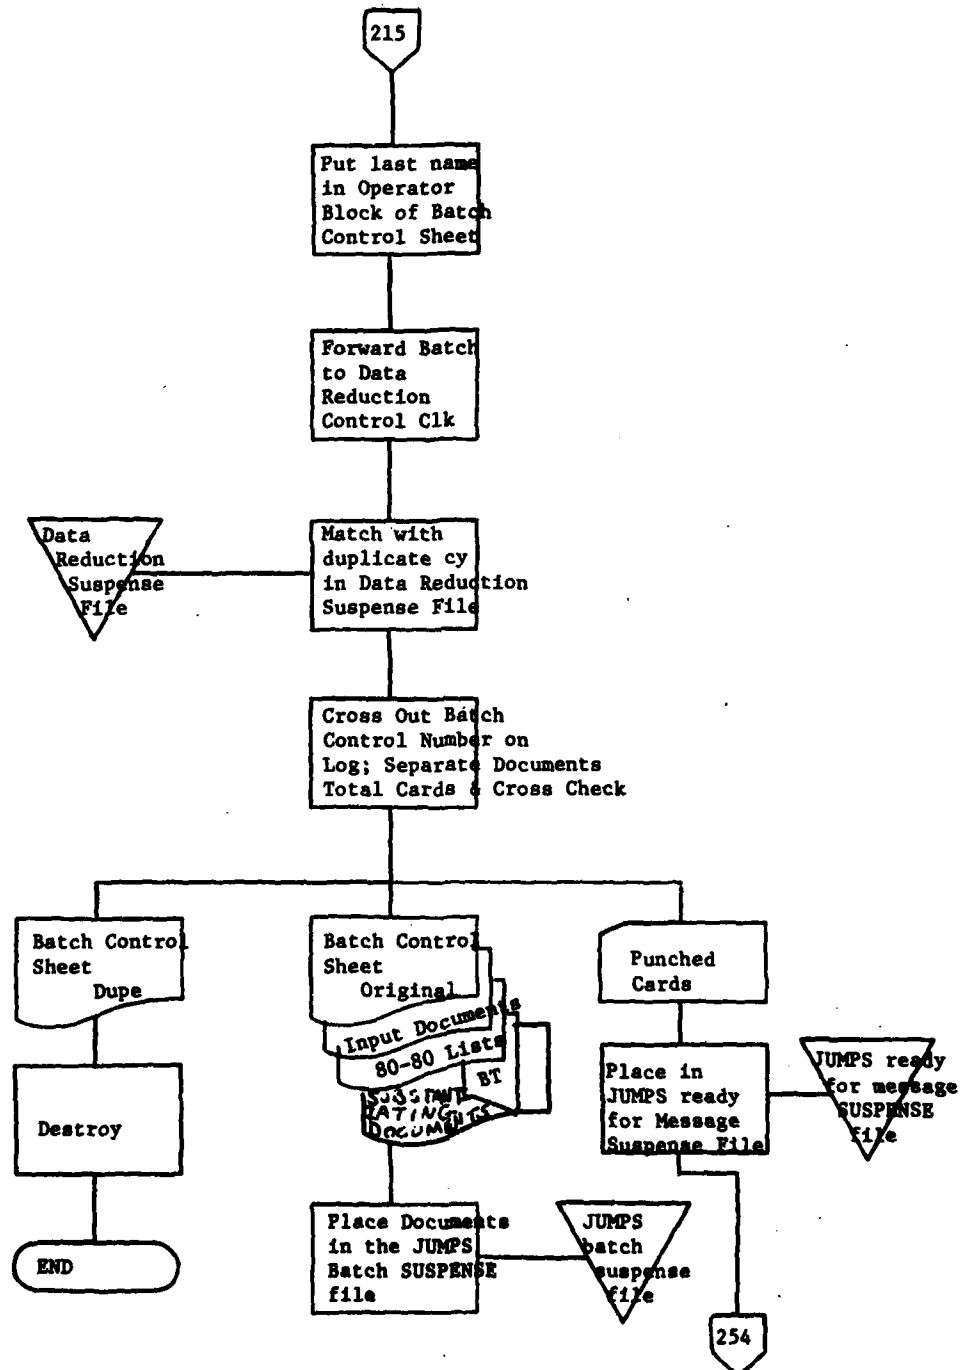 215
Put last name
in Operator
Block of Batch
Control Sheet
Forward Batch
to Data
Reduction
Control Clk
Data
Reduction
Suspense
File
Match with
duplicate cy
in Data Reduction
Suspense File
Cross Out Batch
Control Number on
Log; Separate Documents
Total Cards & Cross Check
Batch Control
Sheet
Dupe
Batch Control
Sheet
Original
Input Documents
80-80 Lists
BT
SUBSTANT
IATING
DOCUMENTS
Punched
Cards
Destroy
Place in
JUMPS ready
for Message
Suspense File
JUMPS ready
for message
SUSPENSE
file
END
Place Documents
in the JUMPS
Batch SUSPENSE
file
JUMPS
batch
suspense
file
254